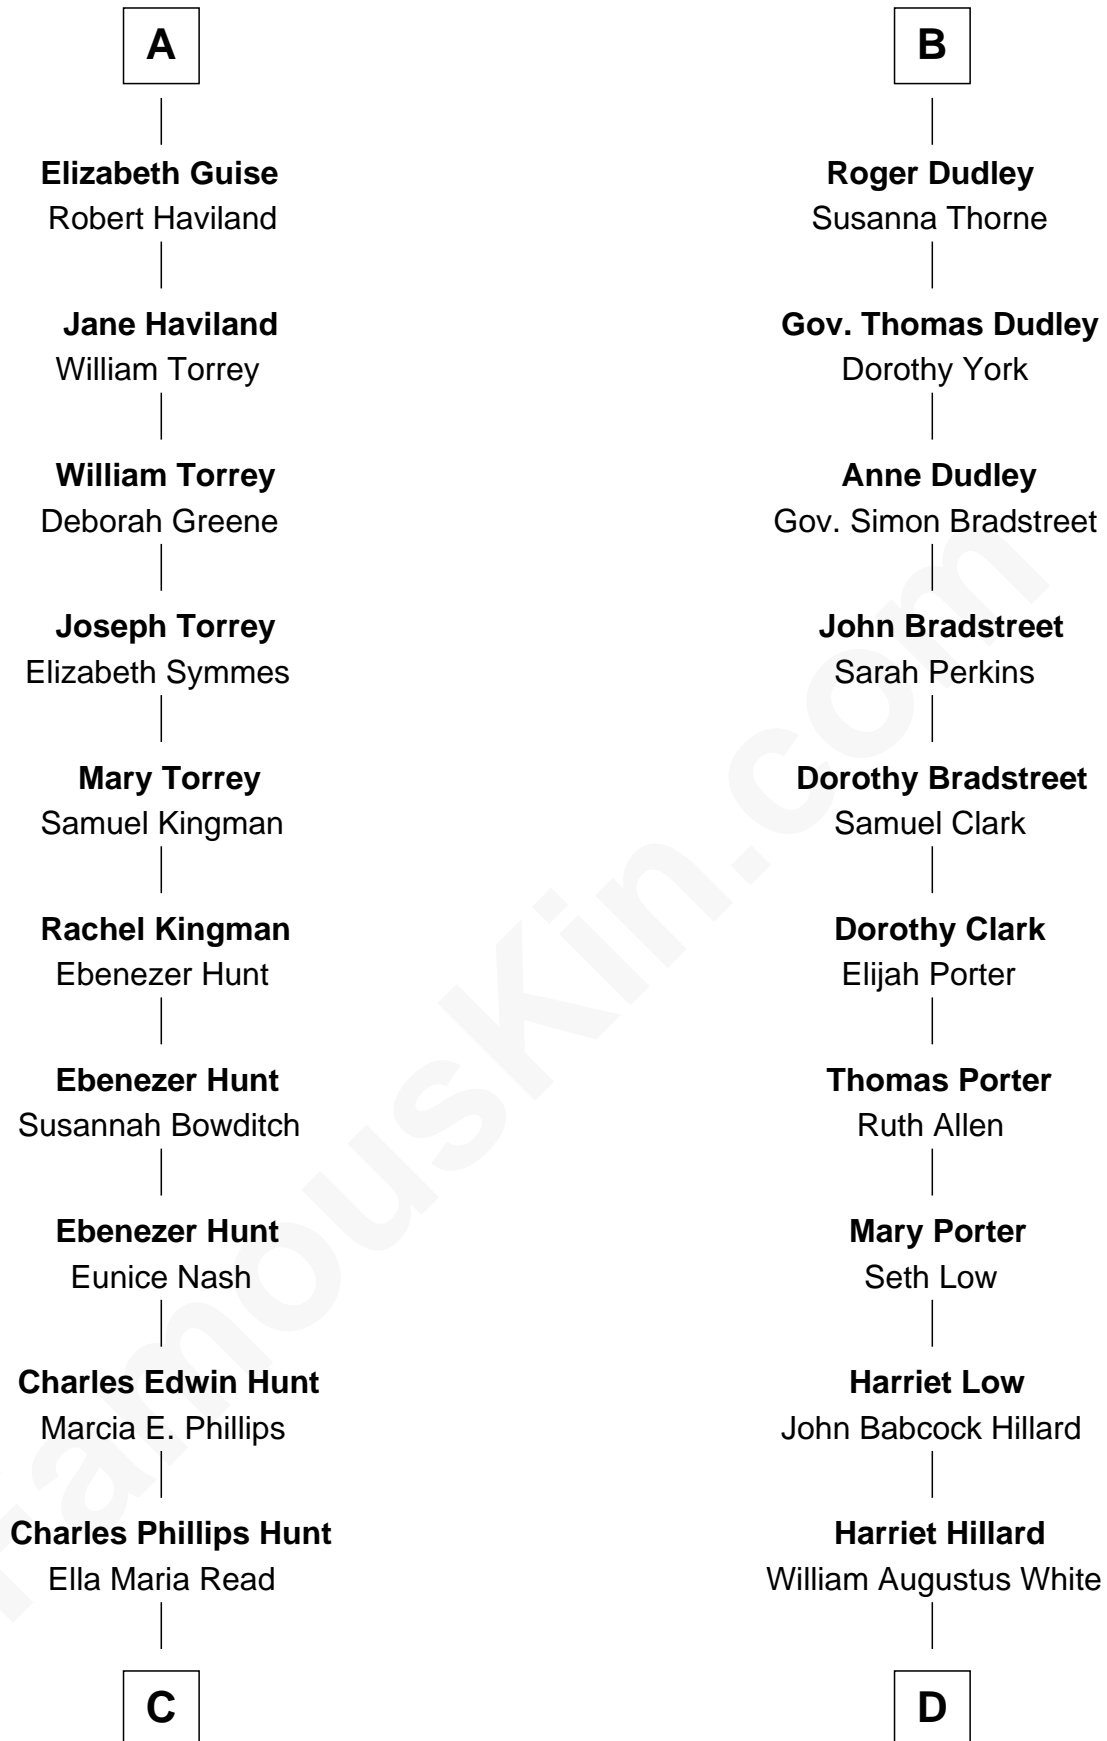 A
Elizabeth Guise
Robert Haviland
Jane Haviland
William Torrey
William Torrey
Deborah Greene
Joseph Torrey
Elizabeth Symmes
Mary Torrey
Samuel Kingman
Rachel Kingman
Ebenezer Hunt
Ebenezer Hunt
Susannah Bowditch
Ebenezer Hunt
Eunice Nash
Charles Edwin Hunt
Marcia E. Phillips
Charles Phillips Hunt
Ella Maria Read
C
B
Roger Dudley
Susanna Thorne
Gov. Thomas Dudley
Dorothy York
Anne Dudley
Gov. Simon Bradstreet
John Bradstreet
Sarah Perkins
Dorothy Bradstreet
Samuel Clark
Dorothy Clark
Elijah Porter
Thomas Porter
Ruth Allen
Mary Porter
Seth Low
Harriet Low
John Babcock Hillard
Harriet Hillard
William Augustus White
D
FamousKin.com